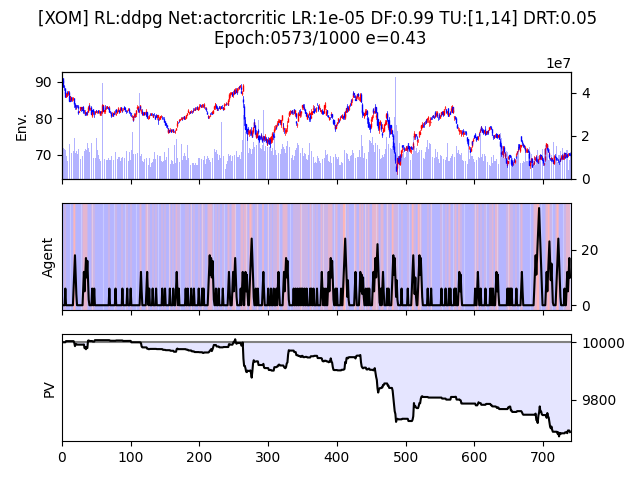 [XOM] RL:ddpg Net:actorcritic LR:1e-05 DF:0.99 TU:[1,14] DRT:0.05
Epoch:0573/1000 e=0.43
1e7
90
80
70
Env.
4
2
0
Agent
20
0
PV
10000
9800
0 100 200 300 400 500 600 700